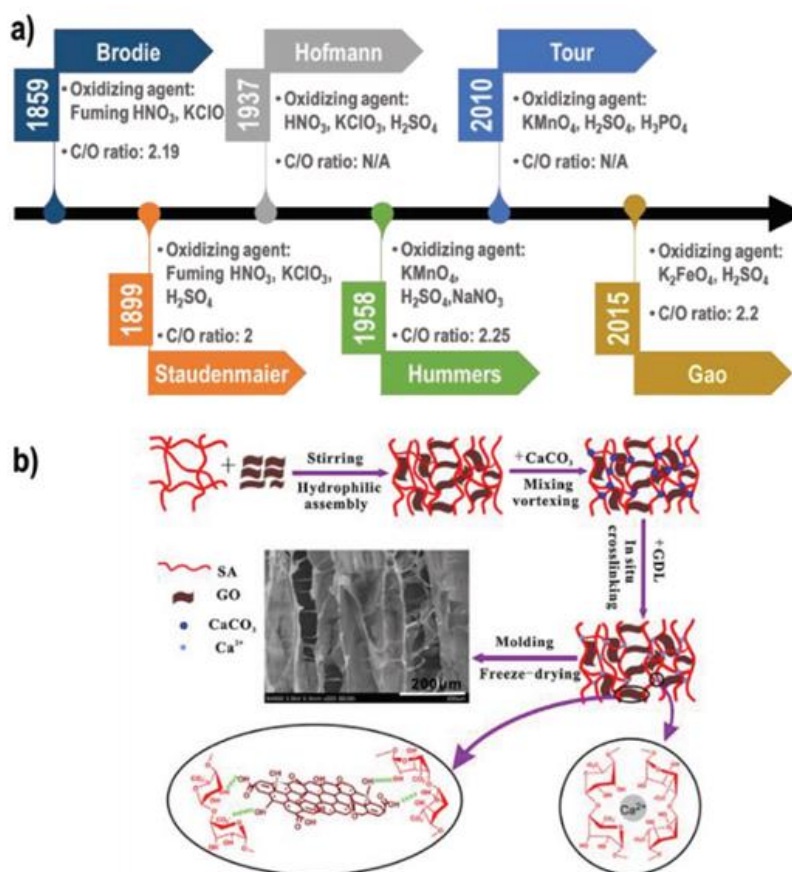 a)
Brodie
1859
• Oxidizing agent:
Fuming HNO₃, KClO
• C/O ratio: 2.19
Hofmann
1937
• Oxidizing agent:
HNO₃, KClO₃, H₂SO₄
• C/O ratio: N/A
Tour
2010
• Oxidizing agent:
KMnO₄, H₂SO₄, H₃PO₄
• C/O ratio: N/A
1899
• Oxidizing agent:
Fuming HNO₃, KClO₃,
H₂SO₄
• C/O ratio: 2
Staudenmaier
1958
• Oxidizing agent:
KMnO₄,
H₂SO₄,NaNO₃
• C/O ratio: 2.25
Hummers
2015
• Oxidizing agent:
K₂FeO₄, H₂SO₄
• C/O ratio: 2.2
Gao
b)
+
Stirring
Hydrophilic
assembly
+CaCO₃
Mixing
vortexing
+GDL
In situ
crosslinking
SA
GO
CaCO₃
Ca²⁺
200μm
Molding
Freeze-drying
Ca²⁺